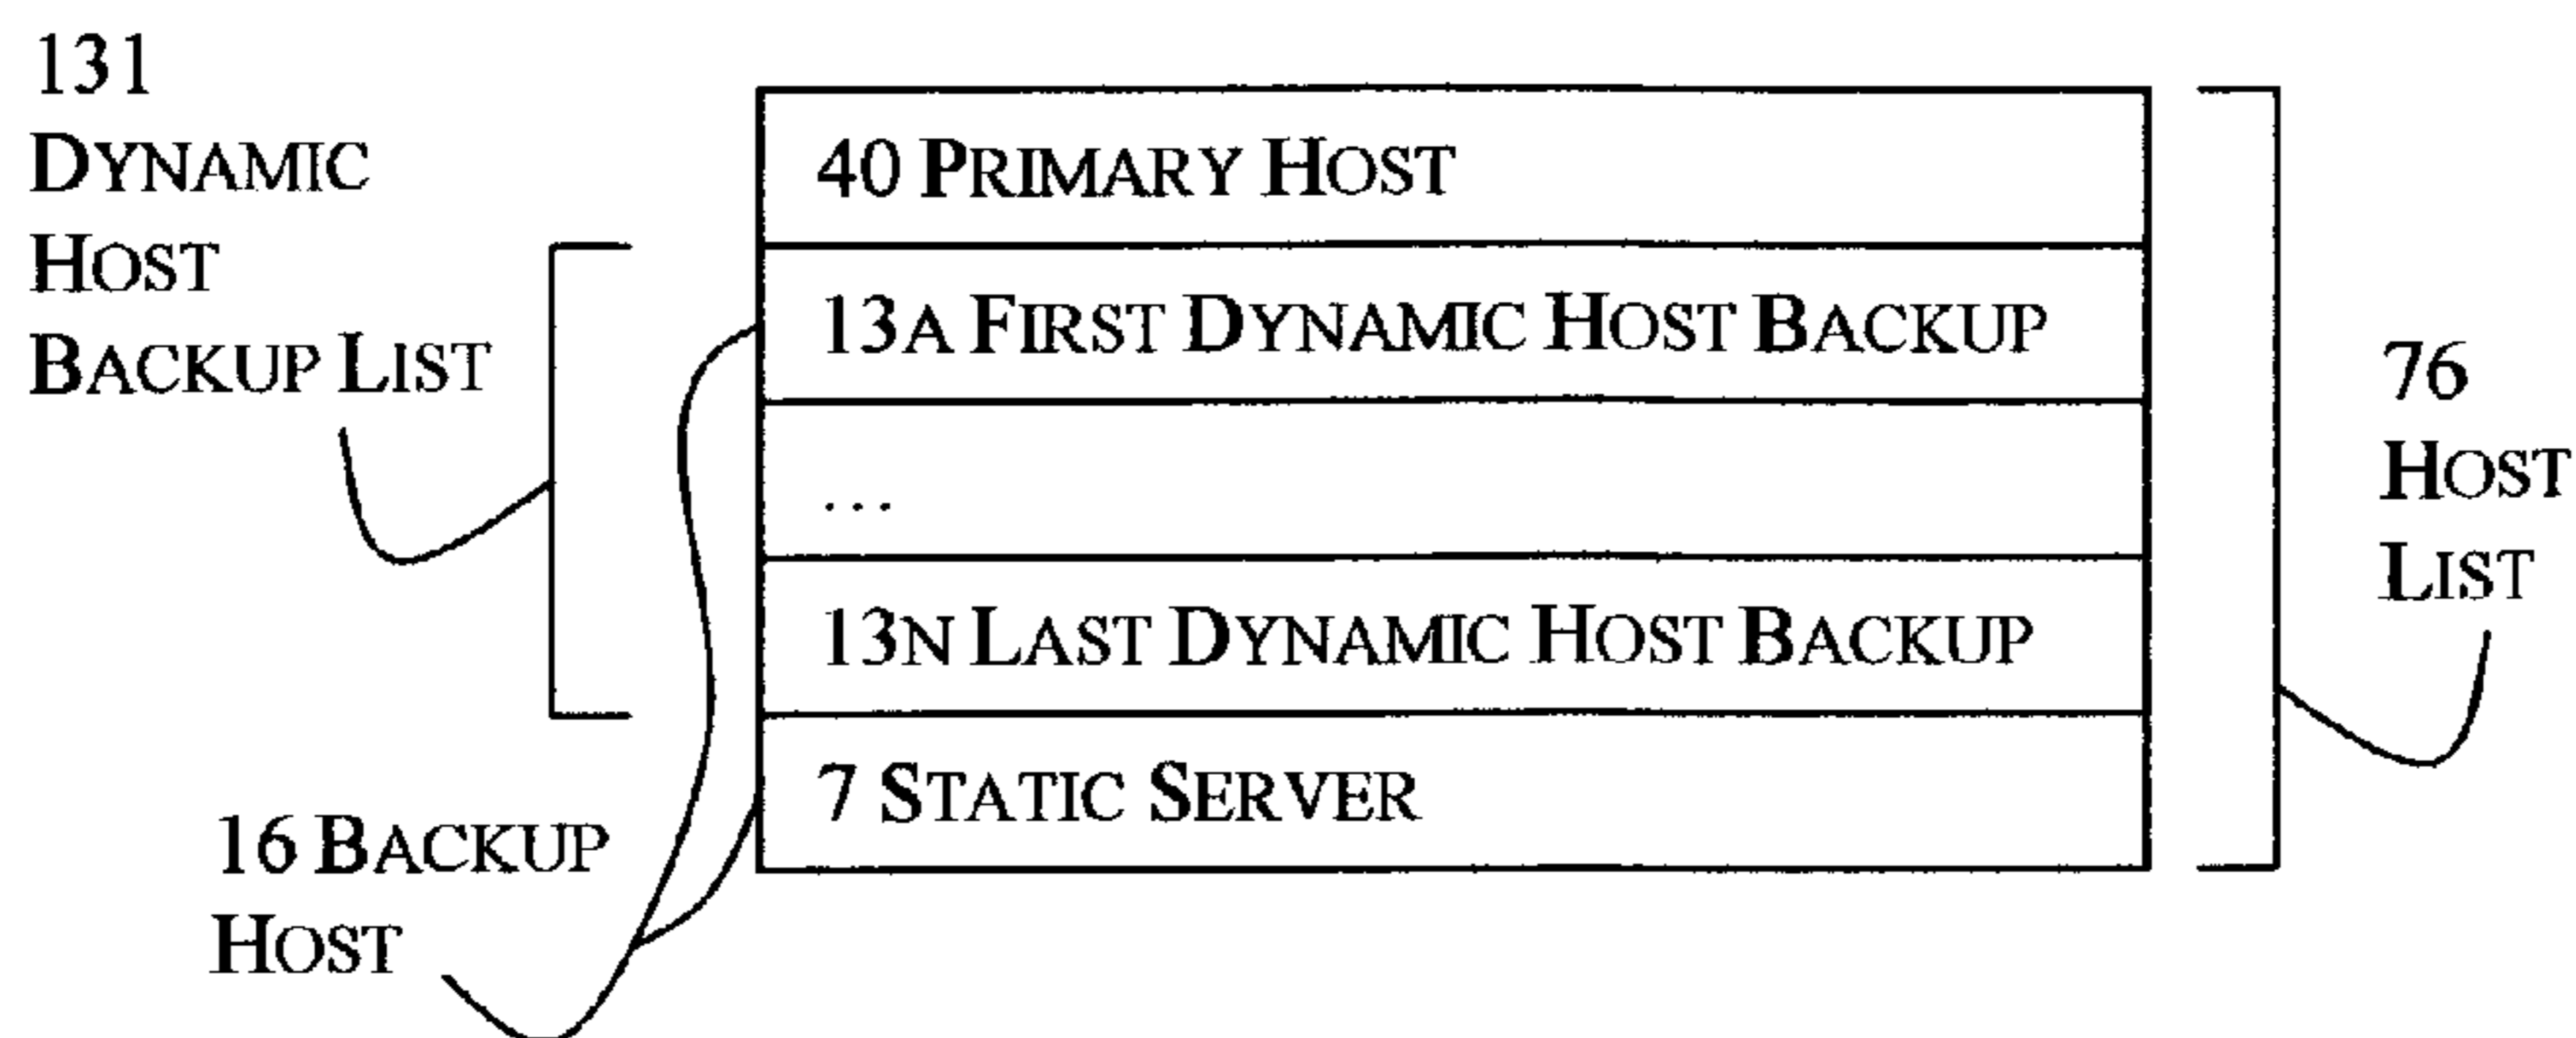 131
DYNAMIC
HOST
BACKUP LIST
40 PRIMARY HOST
13A FIRST DYNAMIC HOST BACKUP
...
13N LAST DYNAMIC HOST BACKUP
7 STATIC SERVER
16 BACKUP
HOST
76
HOST
LIST